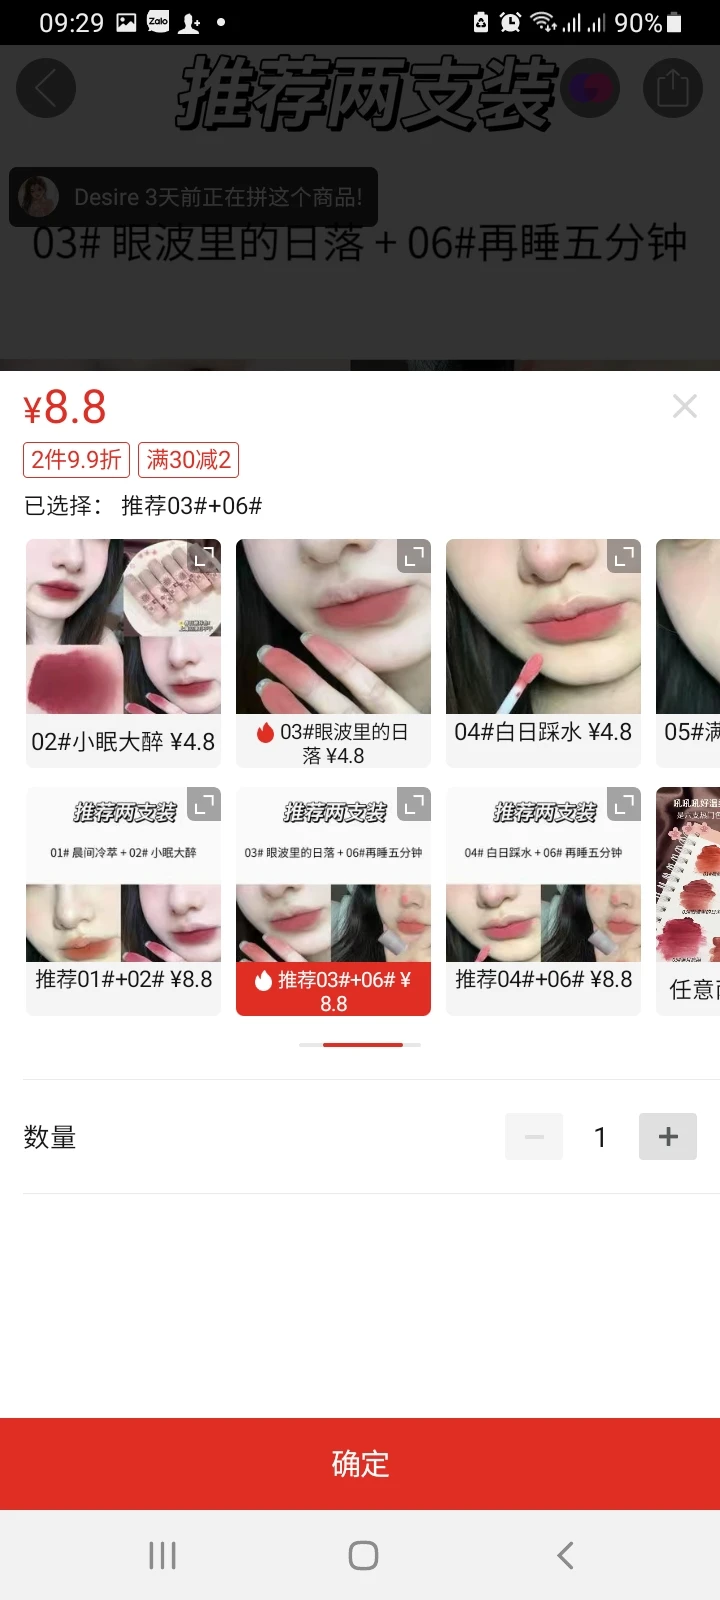 09:29
Zalo
90%
推荐两支装
Desire 3天前正在拼这个商品!
03# 眼波里的日落 + 06#再睡五分钟
¥8.8
2件9.9折 满30减2
已选择： 推荐03#+06#
02#小眠大醉 ¥4.8
03#眼波里的日
落 ¥4.8
04#白日踩水 ¥4.8
05#满
推荐两支装
01# 晨间冷萃 + 02# 小眠大醉
推荐01#+02# ¥8.8
推荐两支装
03# 眼波里的日落 + 06#再睡五分钟
推荐03#+06# ¥
8.8
推荐两支装
04# 白日踩水 + 06# 再睡五分钟
推荐04#+06# ¥8.8
任意
数量
1
确定